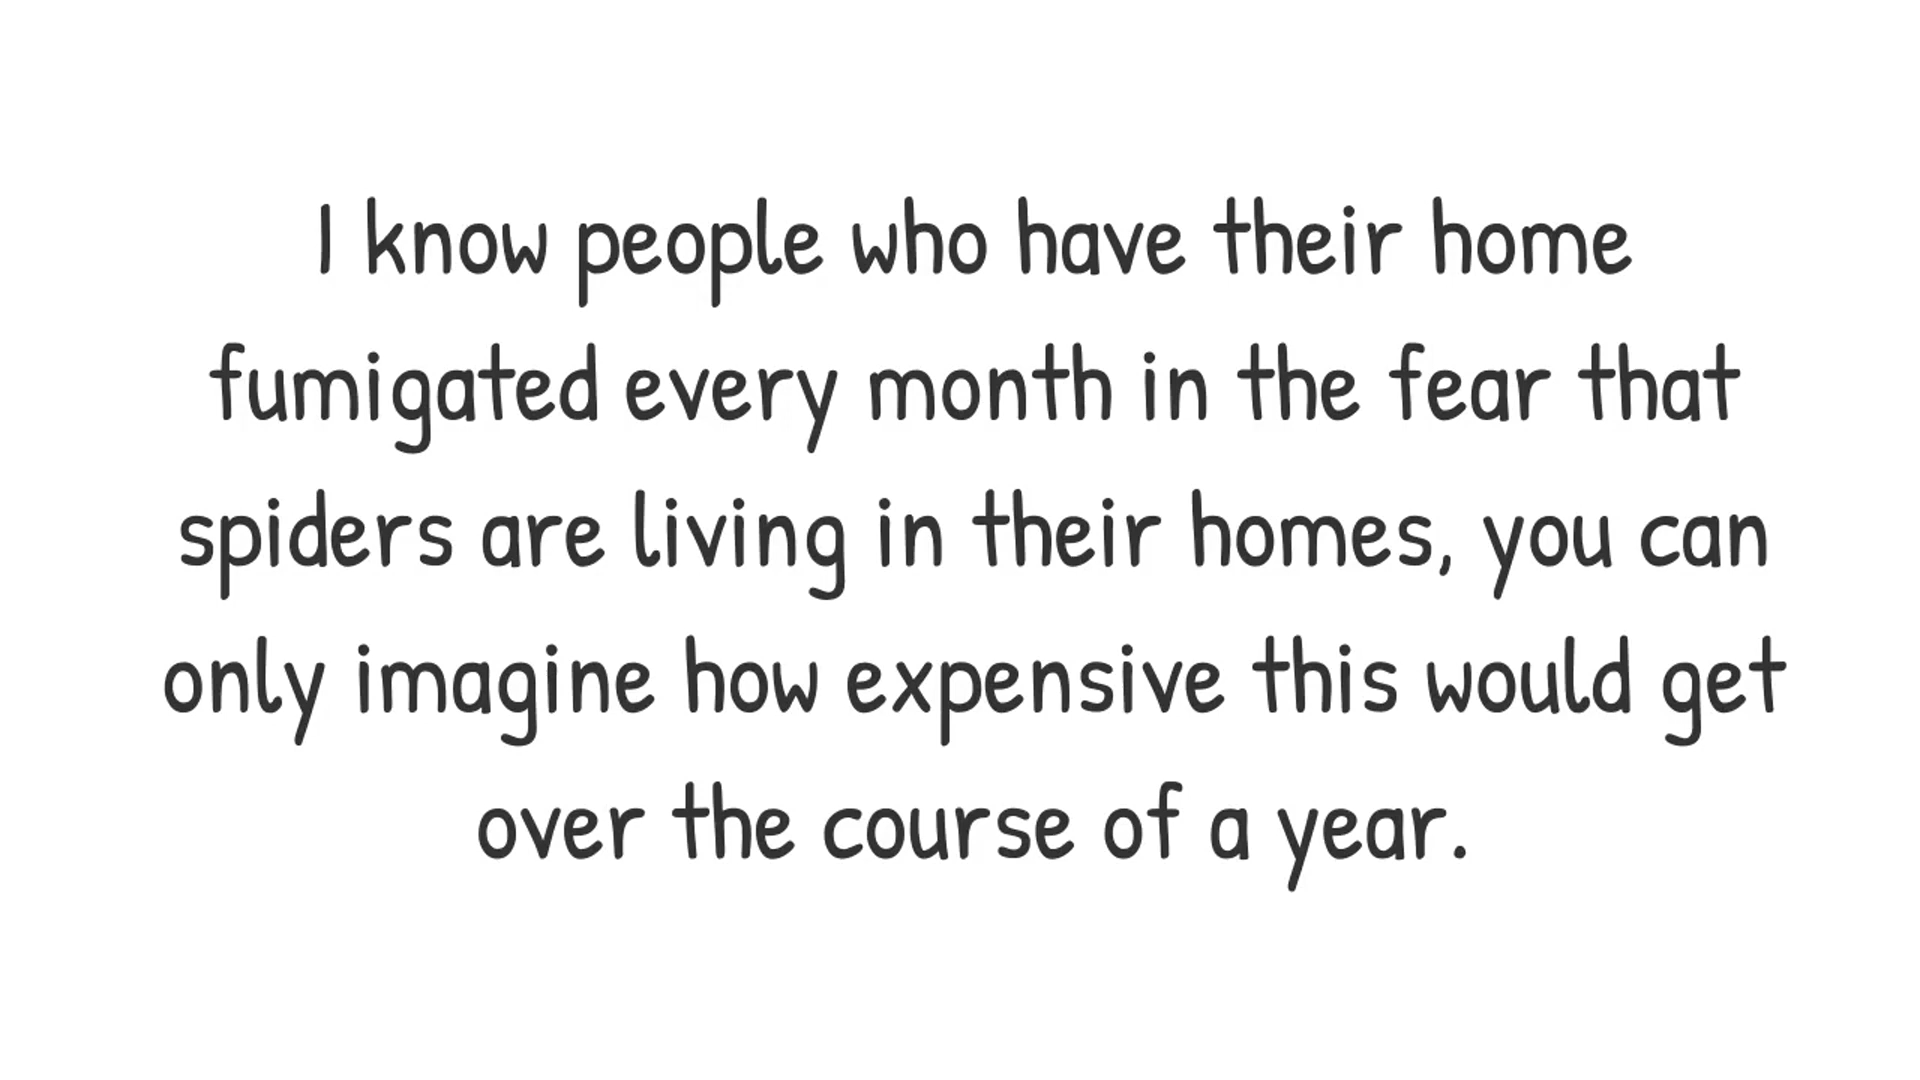 I know people who have their home
fumigated every month in the fear that
spiders are living in their homes, you can
only imagine how expensive this would get
over the course of a year.